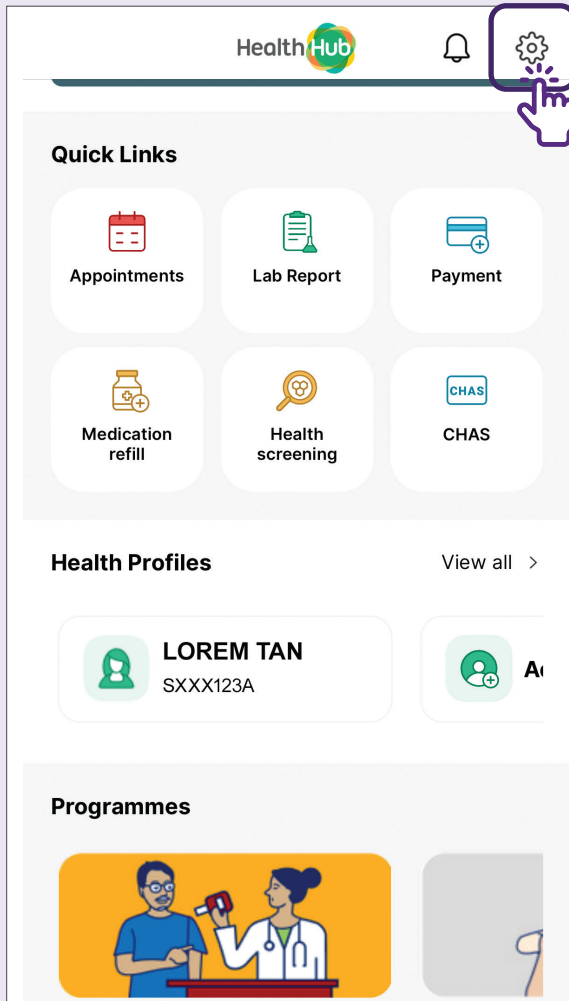 HealthHub
Quick Links
Appointments
Lab Report
Payment
Medication
refill
Health
screening
CHAS
CHAS
Health Profiles
View all >
LOREM TAN
SXXX123A
Programmes